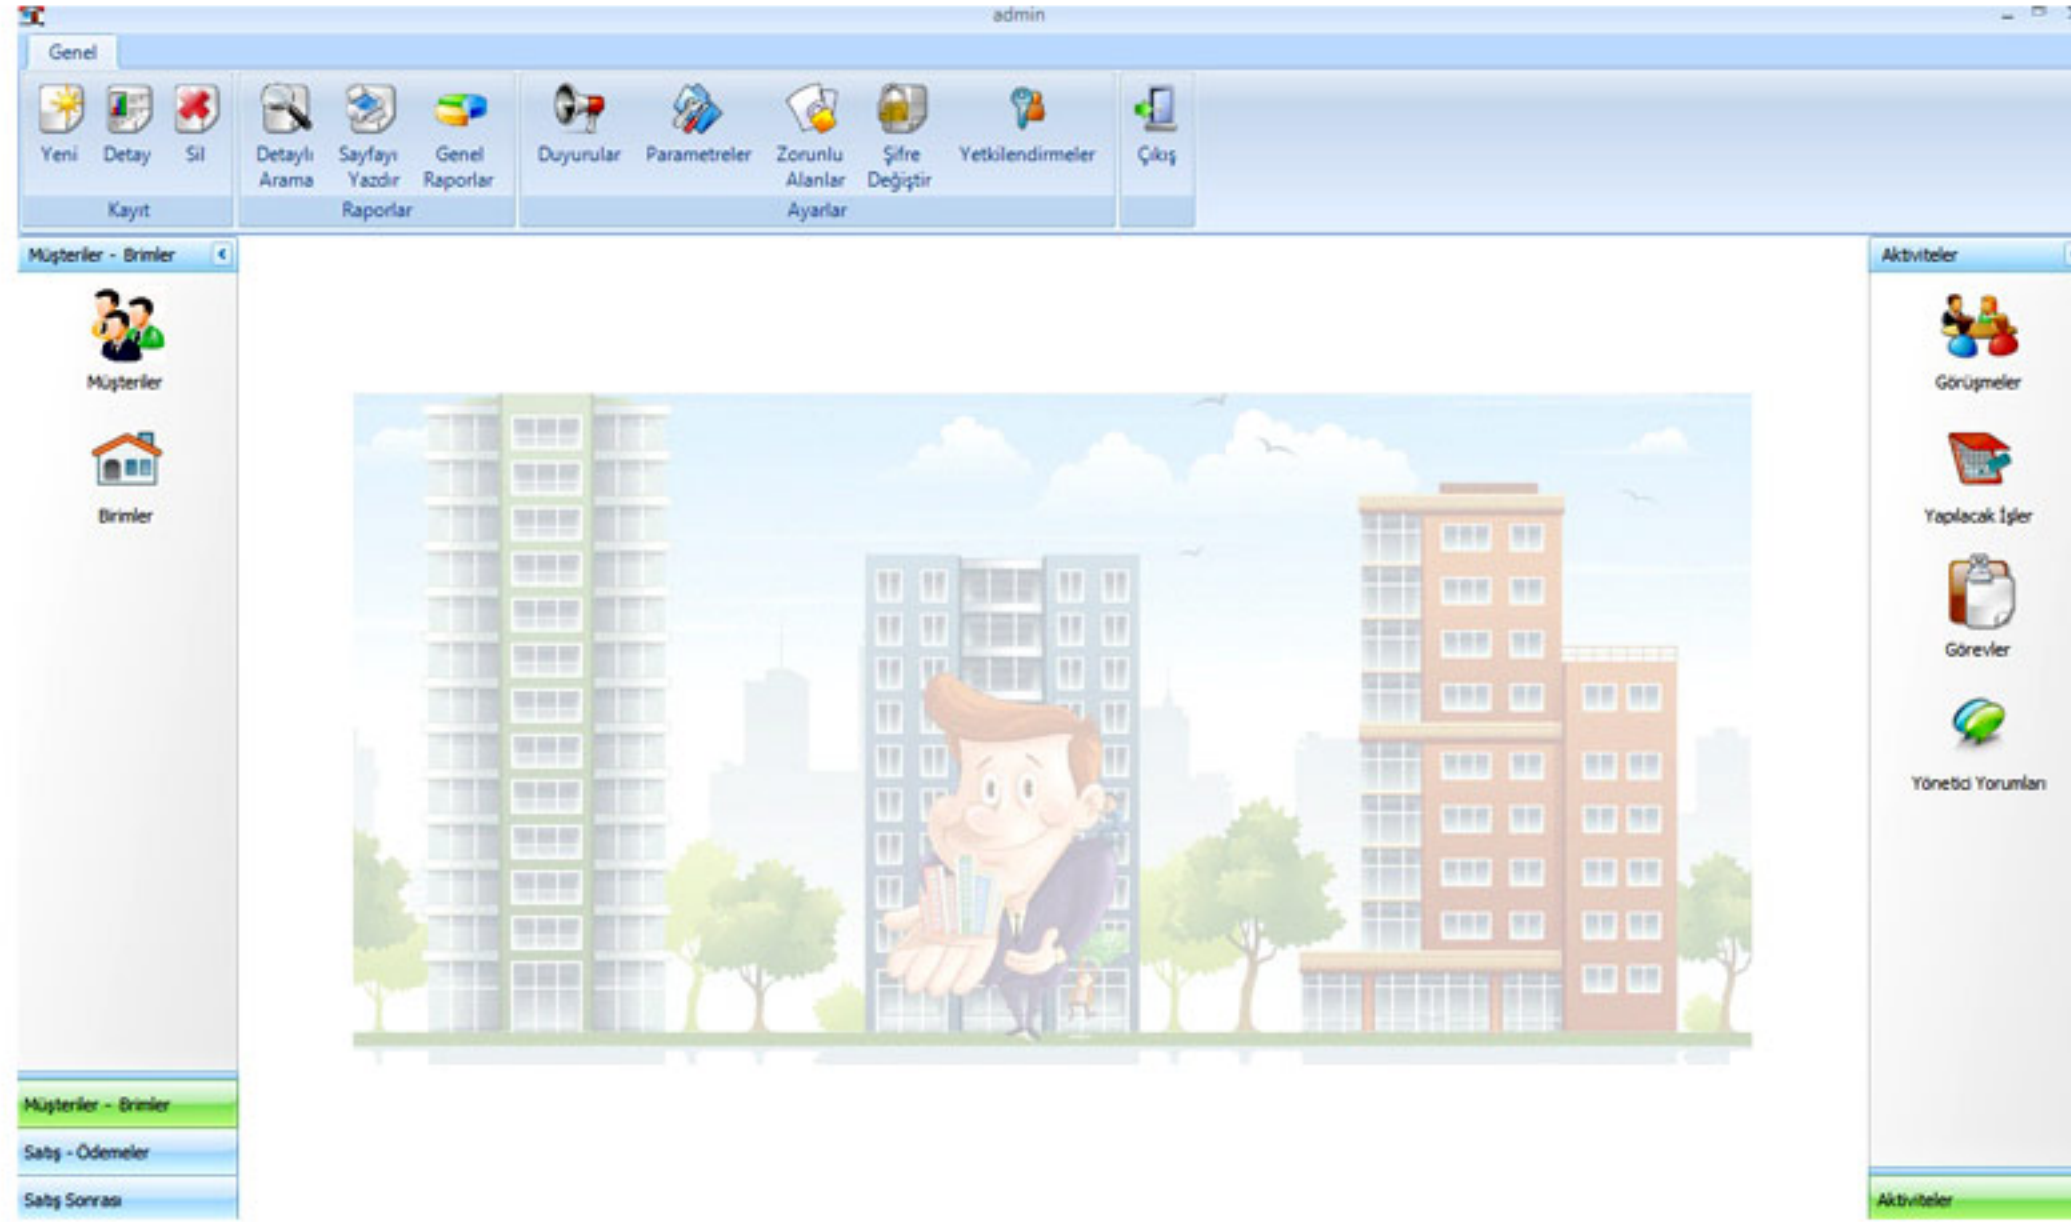 admin
Genel
Yeni Detay Sil Detaylı Arama Sayfayı Yazdır Genel Raporlar Duyurular Parametreler Zorunlu Alanlar Şifre Değiştir Yetkilendirmeler Çıkış
Kayıt Raporlar Ayarlar
Müşteriler - Brimler
Aktiviteler
Müşteriler
Görüşmeler
Birimler
Yapılacak İşler
Görevler
Yönetici Yorumları
Müşteriler - Brimler
Satış - Ödemeler
Satış Sonrası
Aktiviteler